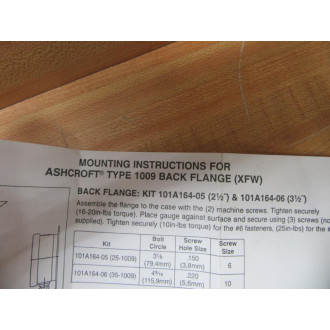 MOUNTING INSTRUCTIONS FOR
ASHCROFT® TYPE 1009 BACK FLANGE (XFW)
BACK FLANGE: KIT 101A164-05 (2½″) & 101A164-06 (3½″)
Assemble the flange to the case with the (2) machine screws. Tighten securely
(16-20in-lbs torque). Place gauge against surface and secure using (3) screws (not
supplied). Tighten securely (10in-lbs torque) for the #6 fasteners, (25in-lbs for the #
Kit Bolt Circle Screw Hole Size Screw Size
101A164-05 (25-1009) 3⅛ (79,4mm) .150 (3,8mm) 6
101A164-06 (35-1009) (115,9mm) .220 (5,6mm) 10